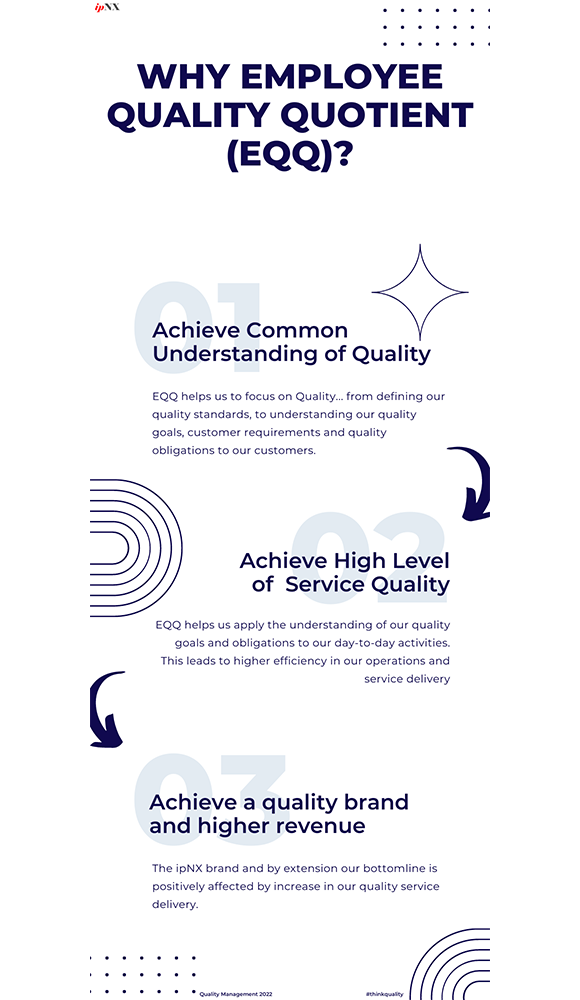 ipNX
WHY EMPLOYEE
QUALITY QUOTIENT
(EQQ)?
01
Achieve Common
Understanding of Quality
EQQ helps us to focus on Quality... from defining our
quality standards, to understanding our quality
goals, customer requirements and quality
obligations to our customers.
02
Achieve High Level
of  Service Quality
EQQ helps us apply the understanding of our quality
goals and obligations to our day-to-day activities.
This leads to higher efficiency in our operations and
service delivery
03
Achieve a quality brand
and higher revenue
The ipNX brand and by extension our bottomline is
positively affected by increase in our quality service
delivery.
Quality Management 2022
#thinkquality